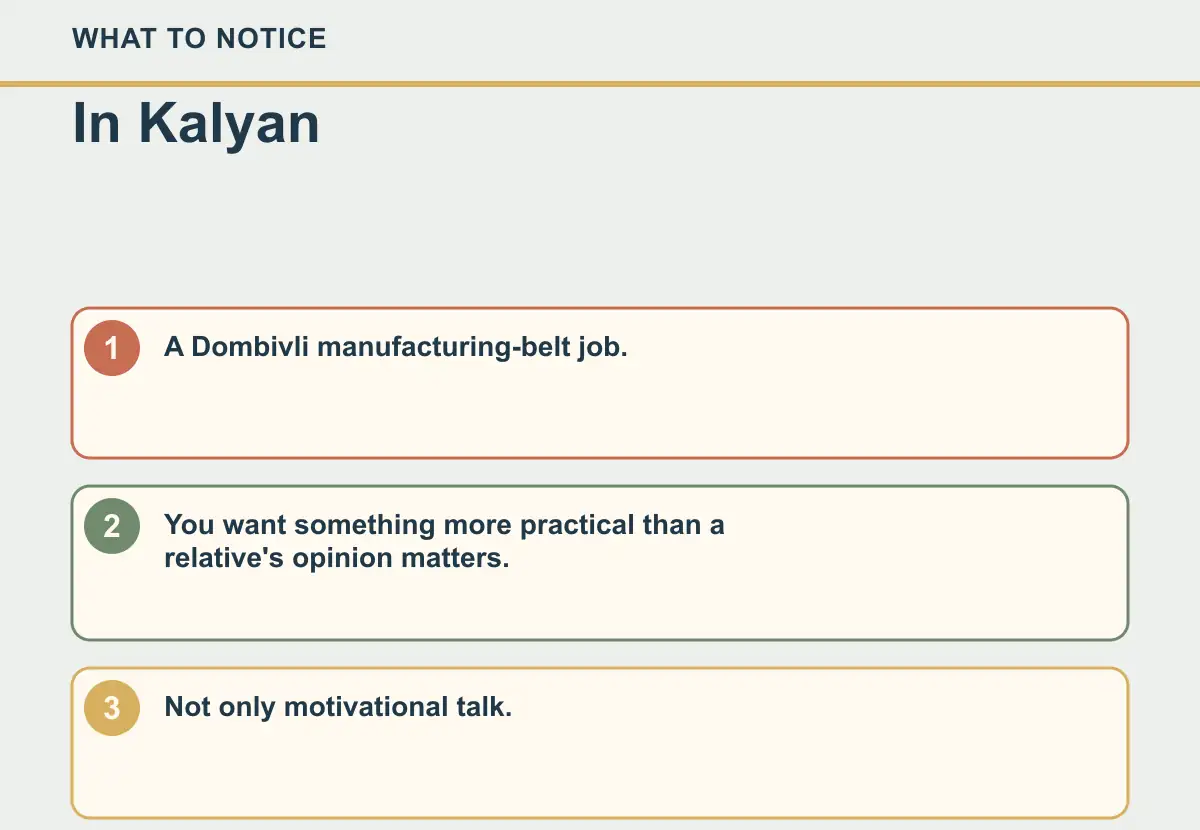 WHAT TO NOTICE
In Kalyan
1
A Dombivli manufacturing-belt job.
2
You want something more practical than a
relative's opinion matters.
3
Not only motivational talk.